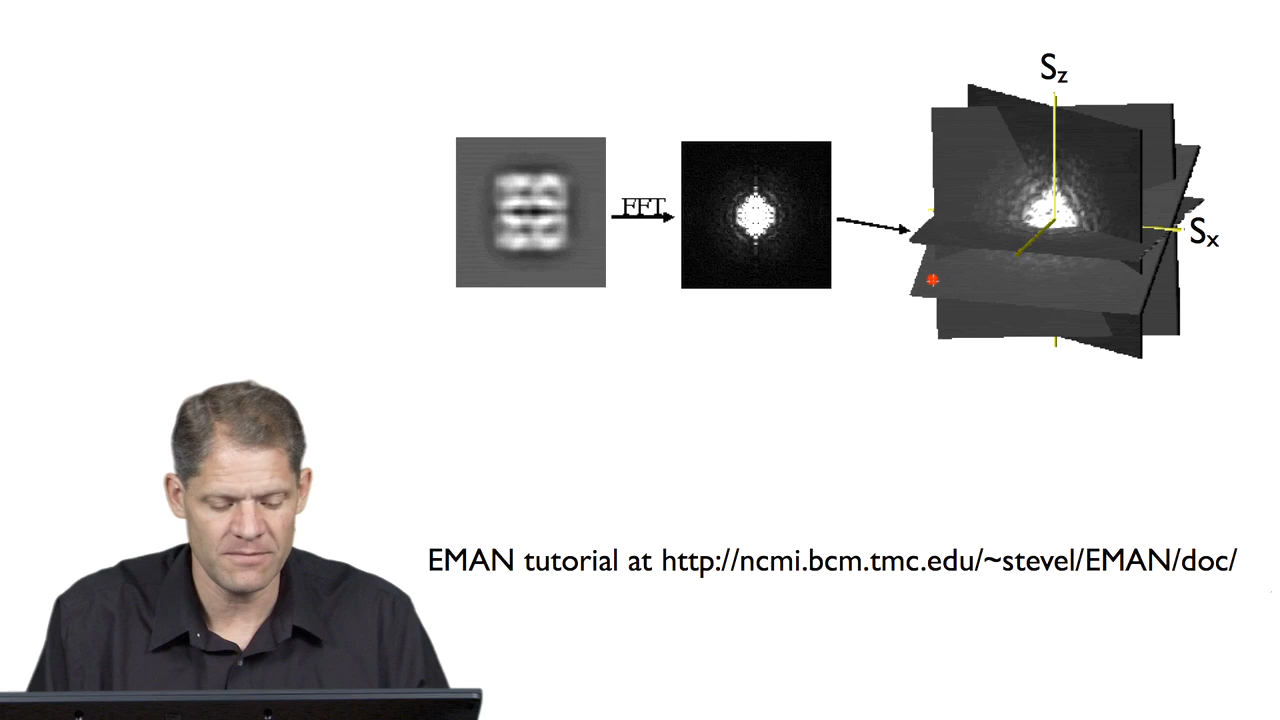 Sz
FFT
Sx
EMAN tutorial at http://ncmi.bcm.tmc.edu/~stevel/EMAN/doc/